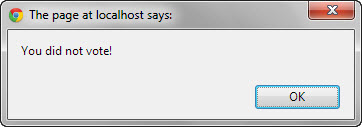 The page at localhost says:
You did not vote!
OK